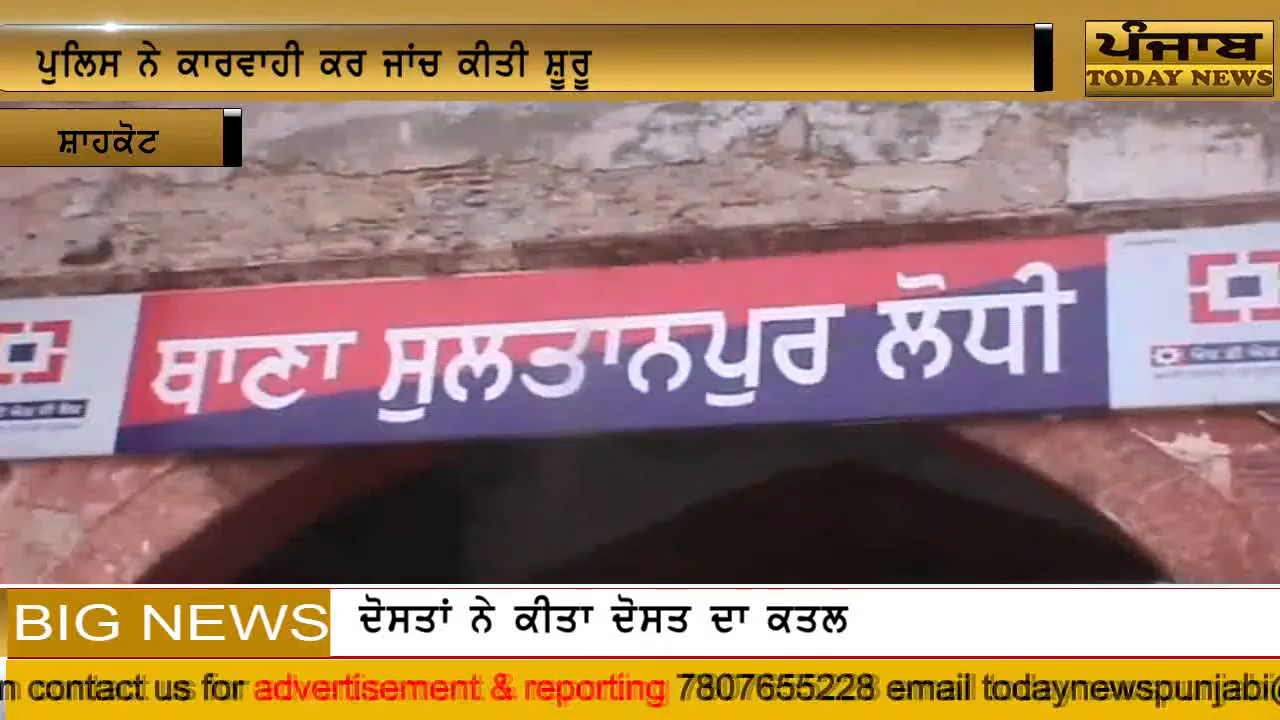 ਪੁਲਿਸ ਨੇ ਕਾਰਵਾਹੀ ਕਰ ਜਾਂਚ ਕੀਤੀ ਸ਼ੂਰੂ
ਪੰਜਾਬ
TODAY NEWS
ਸ਼ਾਹਕੋਟ
ਥਾਣਾ ਸੁਲਤਾਨਪੁਰ ਲੋਧੀ
BIG NEWS
ਦੋਸਤਾਂ ਨੇ ਕੀਤਾ ਦੋਸਤ ਦਾ ਕਤਲ
n contact us for advertisement & reporting 7807655228 email todaynewspunjabi@